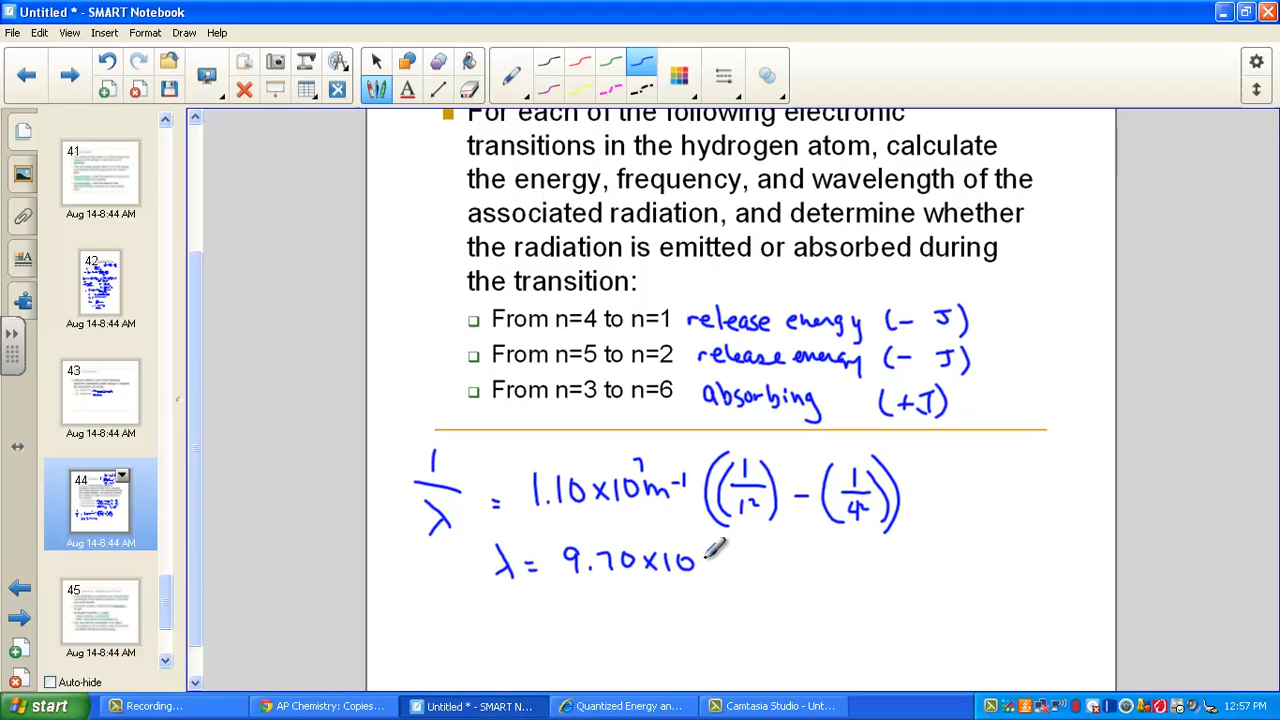 Untitled * - SMART Notebook
File Edit View Insert Format Draw Help
41
Aug 14-8:44 AM
42
Aug 14-8:44 AM
43
Aug 14-8:44 AM
44
Aug 14-8:44 AM
45
Aug 14-8:44 AM
Auto-hide
For each of the following electronic
transitions in the hydrogen atom, calculate
the energy, frequency, and wavelength of the
associated radiation, and determine whether
the radiation is emitted or absorbed during
the transition:
From n=4 to n=1 release energy (- J)
From n=5 to n=2 release energy (- J)
From n=3 to n=6 absorbing (+J)
1/λ = 1.10×10⁷m⁻¹ ((1/1²) - (1/4²))
λ = 9.70×10
start Recording... AP Chemistry: Copies... Untitled * - SMART N... Quantized Energy an... Camtasia Studio - Unt... 12:57 PM